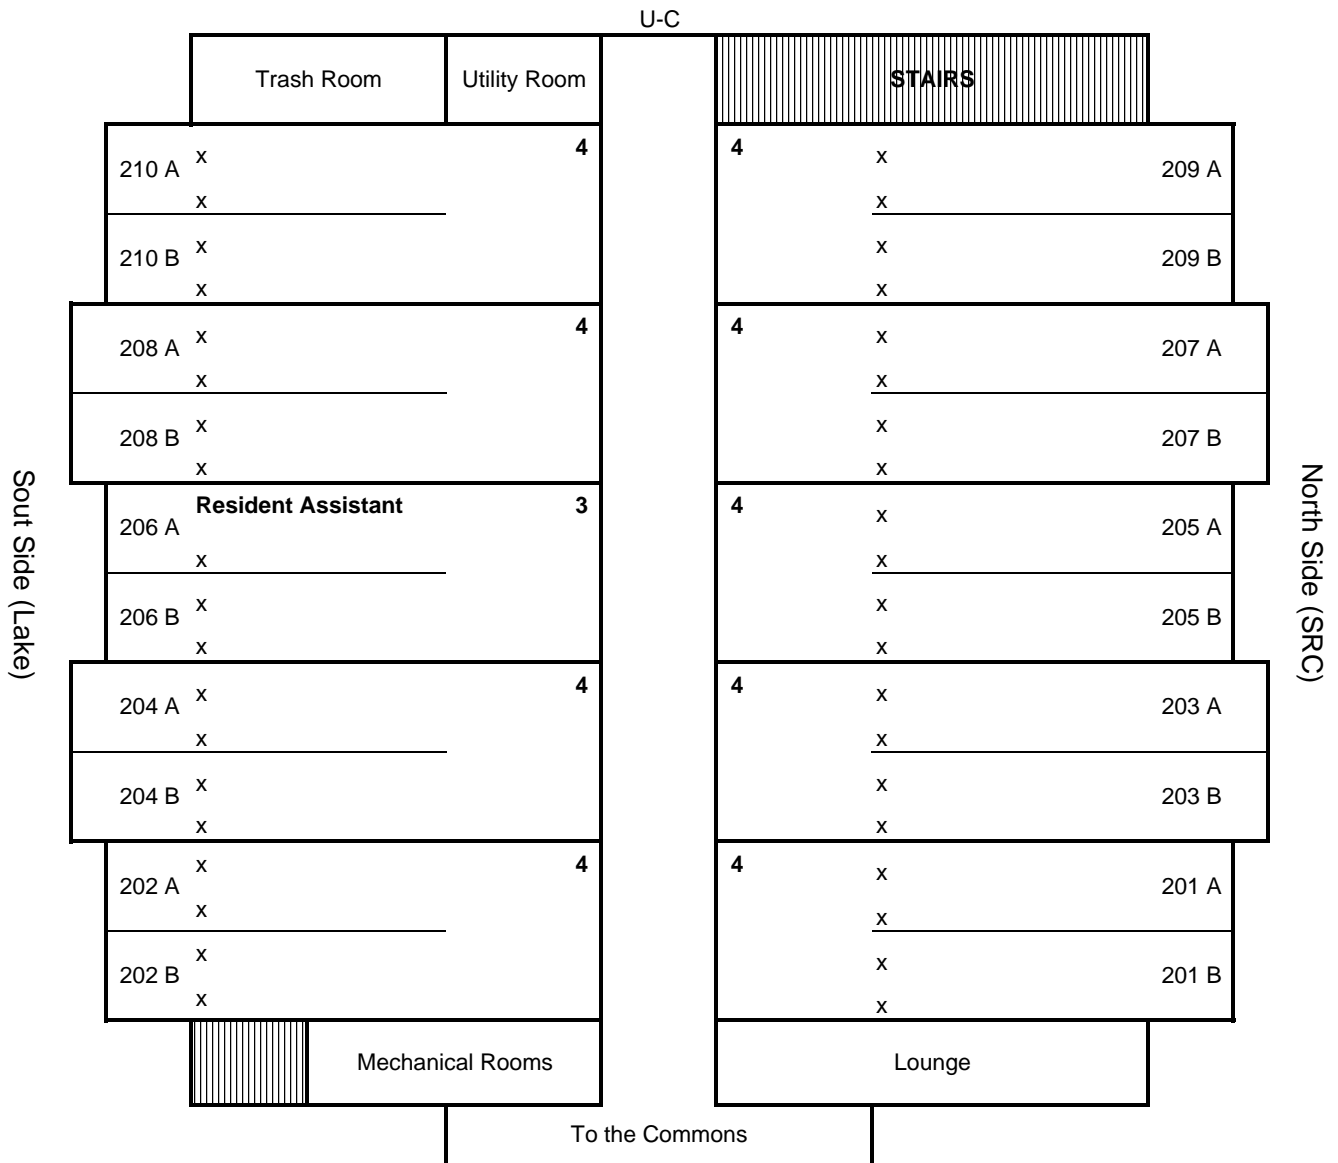 U-C
Trash Room Utility Room STAIRS
4 4
210 A x x 209 A
x x
210 B x x 209 B
x x
4 4
208 A x x 207 A
x x
208 B x x 207 B
x x
Resident Assistant 3 4
206 A x 205 A
x x
206 B x x 205 B
x x
4 4
204 A x x 203 A
x x
204 B x x 203 B
x x
4 4
202 A x x 201 A
x x
202 B x x 201 B
x x
Mechanical Rooms Lounge
To the Commons
Sout Side (Lake)
North Side (SRC)